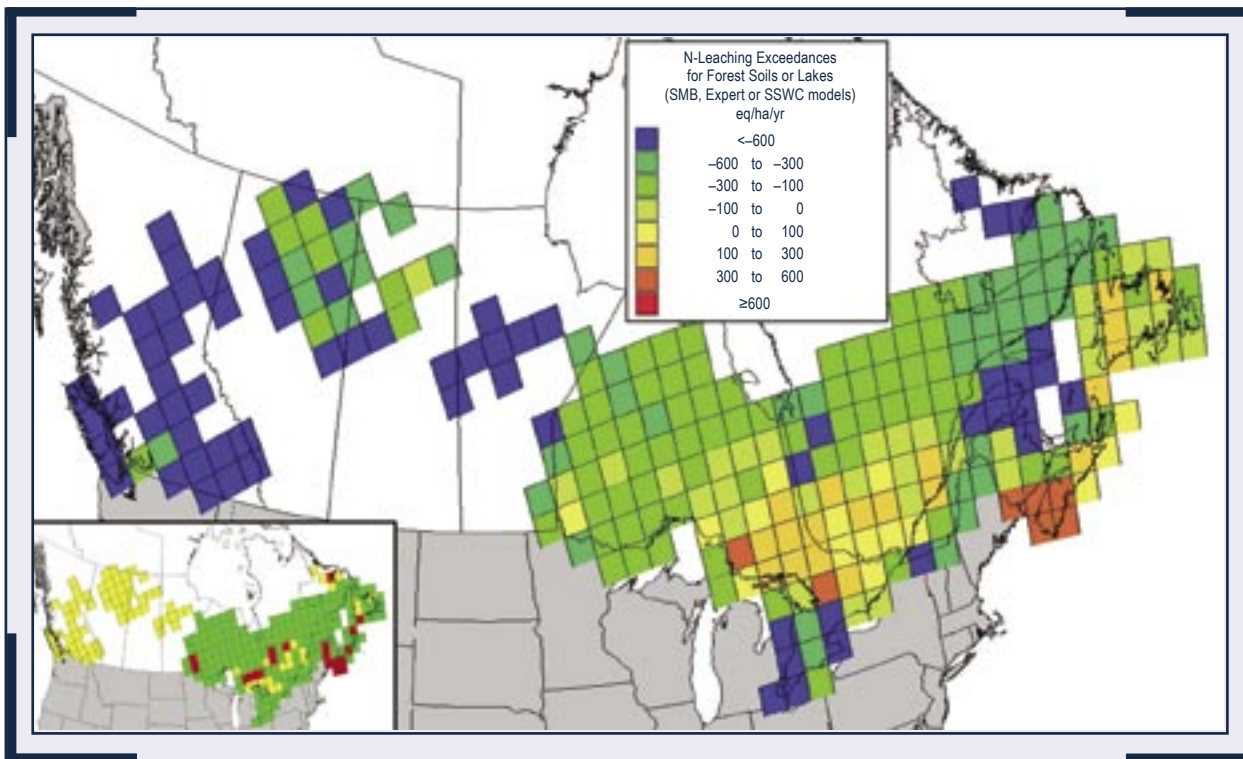 N-Leaching Exceedances
for Forest Soils or Lakes
(SMB, Expert or SSWC models)
eq/ha/yr
<–600
–600 to –300
–300 to –100
–100 to 0
0 to 100
100 to 300
300 to 600
≥600